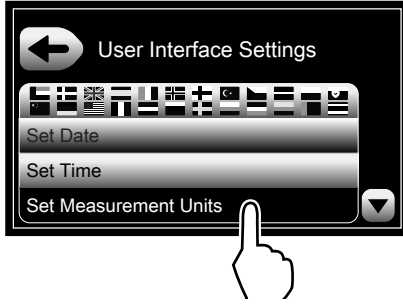 User Interface Settings
Set Date
Set Time
Set Measurement Units